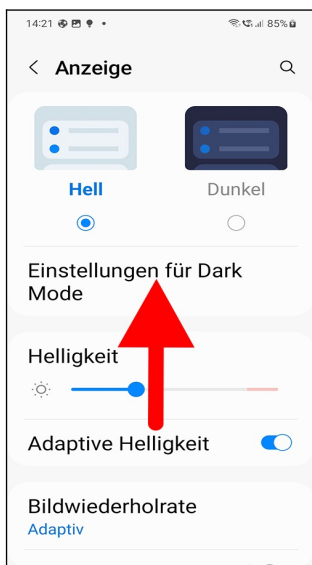 14:21 85%
Anzeige
Hell Dunkel
Einstellungen für Dark
Mode
Helligkeit
Adaptive Helligkeit
Bildwiederholrate
Adaptiv